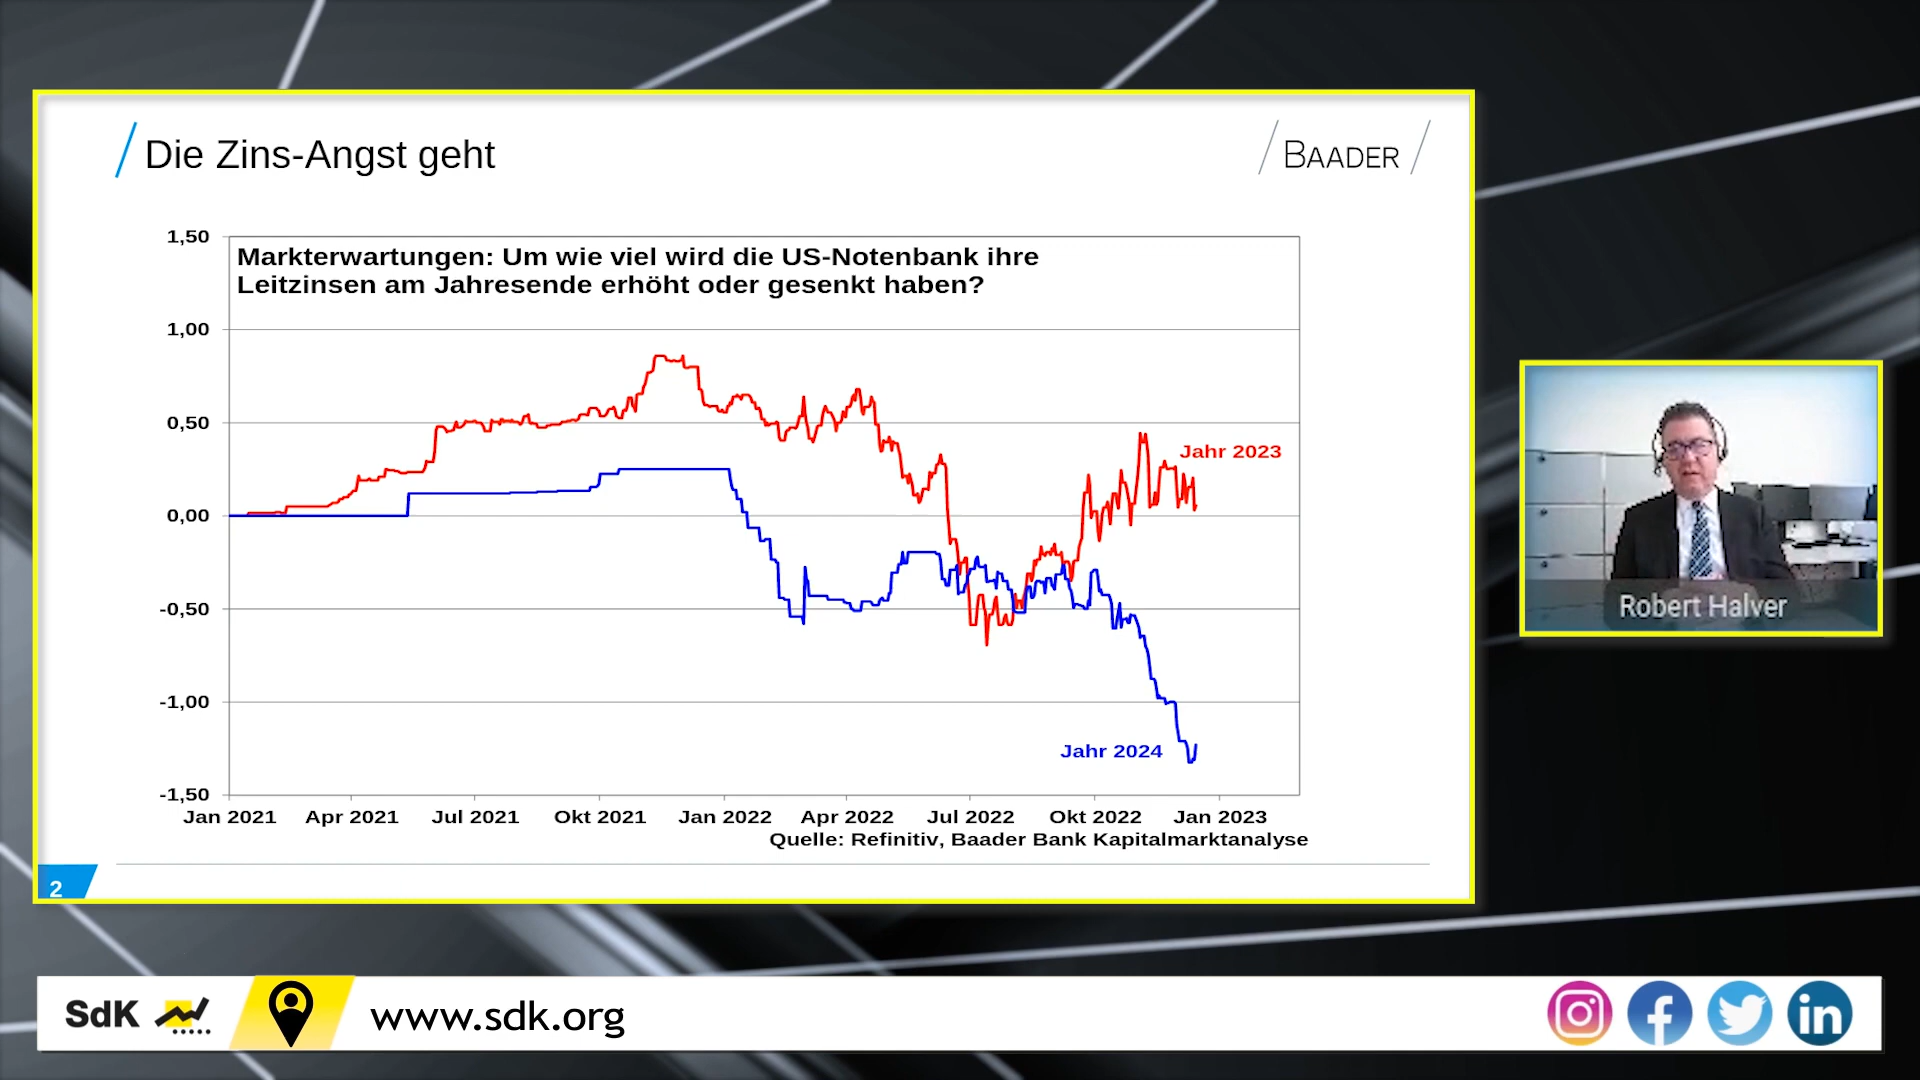 Die Zins-Angst geht
BAADER
Markterwartungen: Um wie viel wird die US-Notenbank ihre
Leitzinsen am Jahresende erhöht oder gesenkt haben?
1,50
1,00
0,50
0,00
-0,50
-1,00
-1,50
Jahr 2023
Jahr 2024
Jan 2021 Apr 2021 Jul 2021 Okt 2021 Jan 2022 Apr 2022 Jul 2022 Okt 2022 Jan 2023
Quelle: Refinitiv, Baader Bank Kapitalmarktanalyse
2
Robert Halver
SdK
www.sdk.org